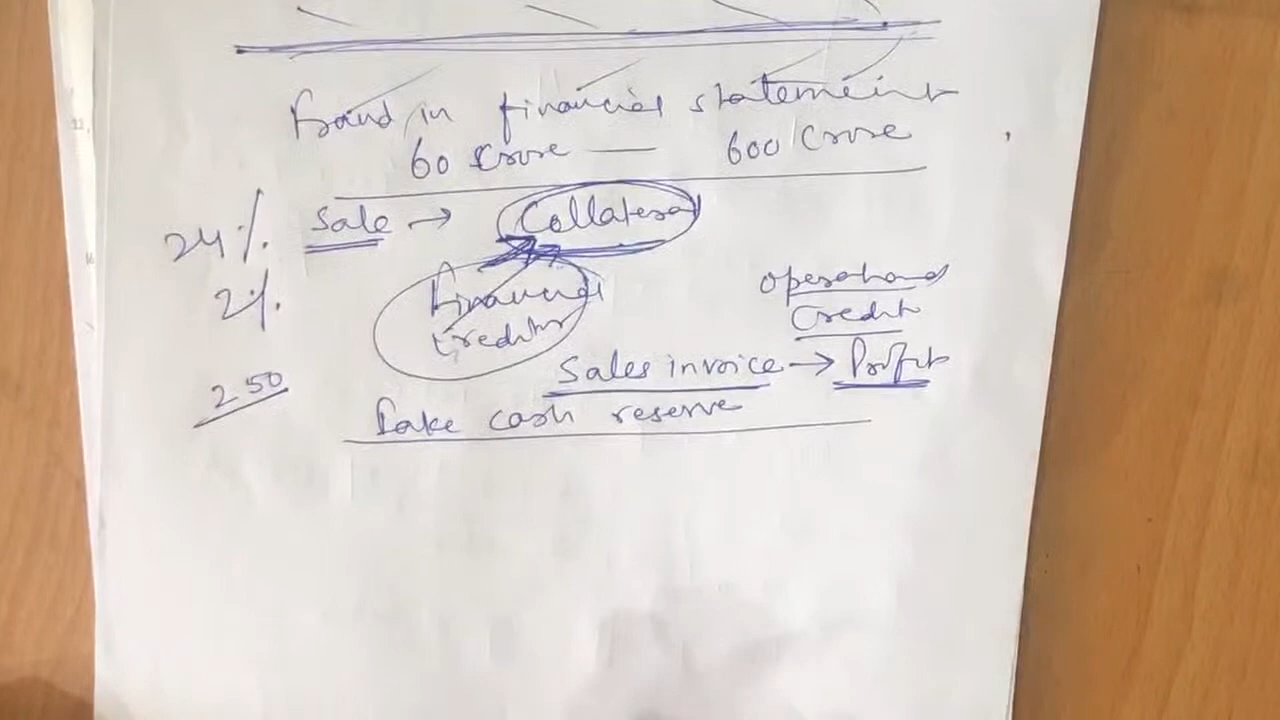 Fraud in financial statement
60 Crore — 600 Crore
24% Sale → Collateral
2% Financial Creditor
Operational Credit
Sales invoice → Profit
250
Fake cash reserve